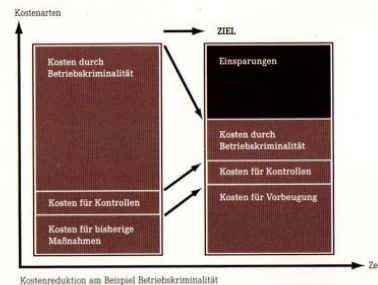 Kostenarten
ZIEL
Kosten durch
Betriebskriminalität
Kosten für Kontrollen
Kosten für bisherige
Maßnahmen
Einsparungen
Kosten durch
Betriebskriminalität
Kosten für Kontrollen
Kosten für Vorbeugung
Ze
Kostenreduktion am Beispiel Betriebskriminalität